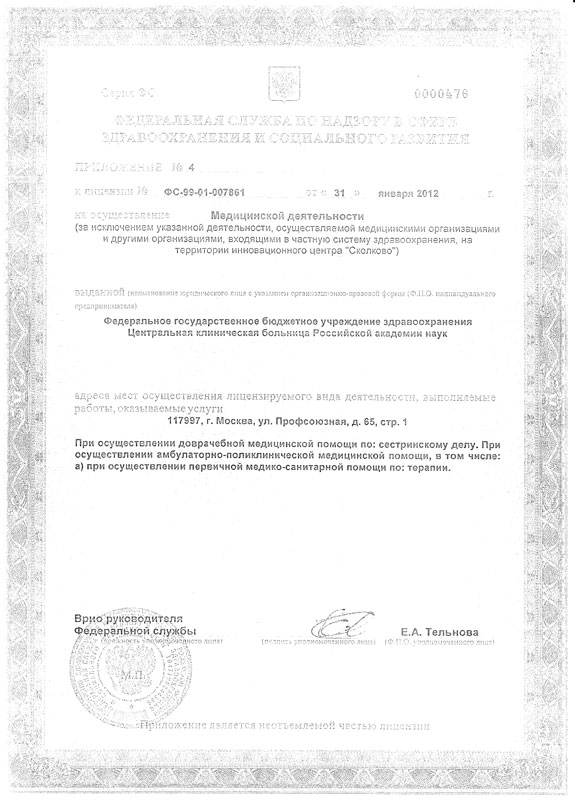 Серия ФС 0000476
ФЕДЕРАЛЬНАЯ СЛУЖБА ПО НАДЗОРУ В СФЕРЕ
ЗДРАВООХРАНЕНИЯ И СОЦИАЛЬНОГО РАЗВИТИЯ
ПРИЛОЖЕНИЕ № 4
к лицензии № ФС-99-01-007861 от « 31 » января 2012 г.
на осуществление Медицинской деятельности
(за исключением указанной деятельности, осуществляемой медицинскими организациями
и другими организациями, входящими в частную систему здравоохранения, на
территории инновационного центра "Сколково")
выданной (наименование юридического лица с указанием организационно-правовой формы (Ф.И.О. индивидуального
предпринимателя)
Федеральное государственное бюджетное учреждение здравоохранения
Центральная клиническая больница Российской академии наук
адреса мест осуществления лицензируемого вида деятельности, выполняемые
работы, оказываемые услуги
117997, г. Москва, ул. Профсоюзная, д. 65, стр. 1
При осуществлении доврачебной медицинской помощи по: сестринскому делу. При
осуществлении амбулаторно-поликлинической медицинской помощи, в том числе:
а) при осуществлении первичной медико-санитарной помощи по: терапии.
Врио руководителя
Федеральной службы Е.А. Тельнова
(должность уполномоченного лица) (подпись уполномоченного лица) (Ф.И.О. уполномоченного лица)
М.П.
Приложение является неотъемлемой частью лицензии